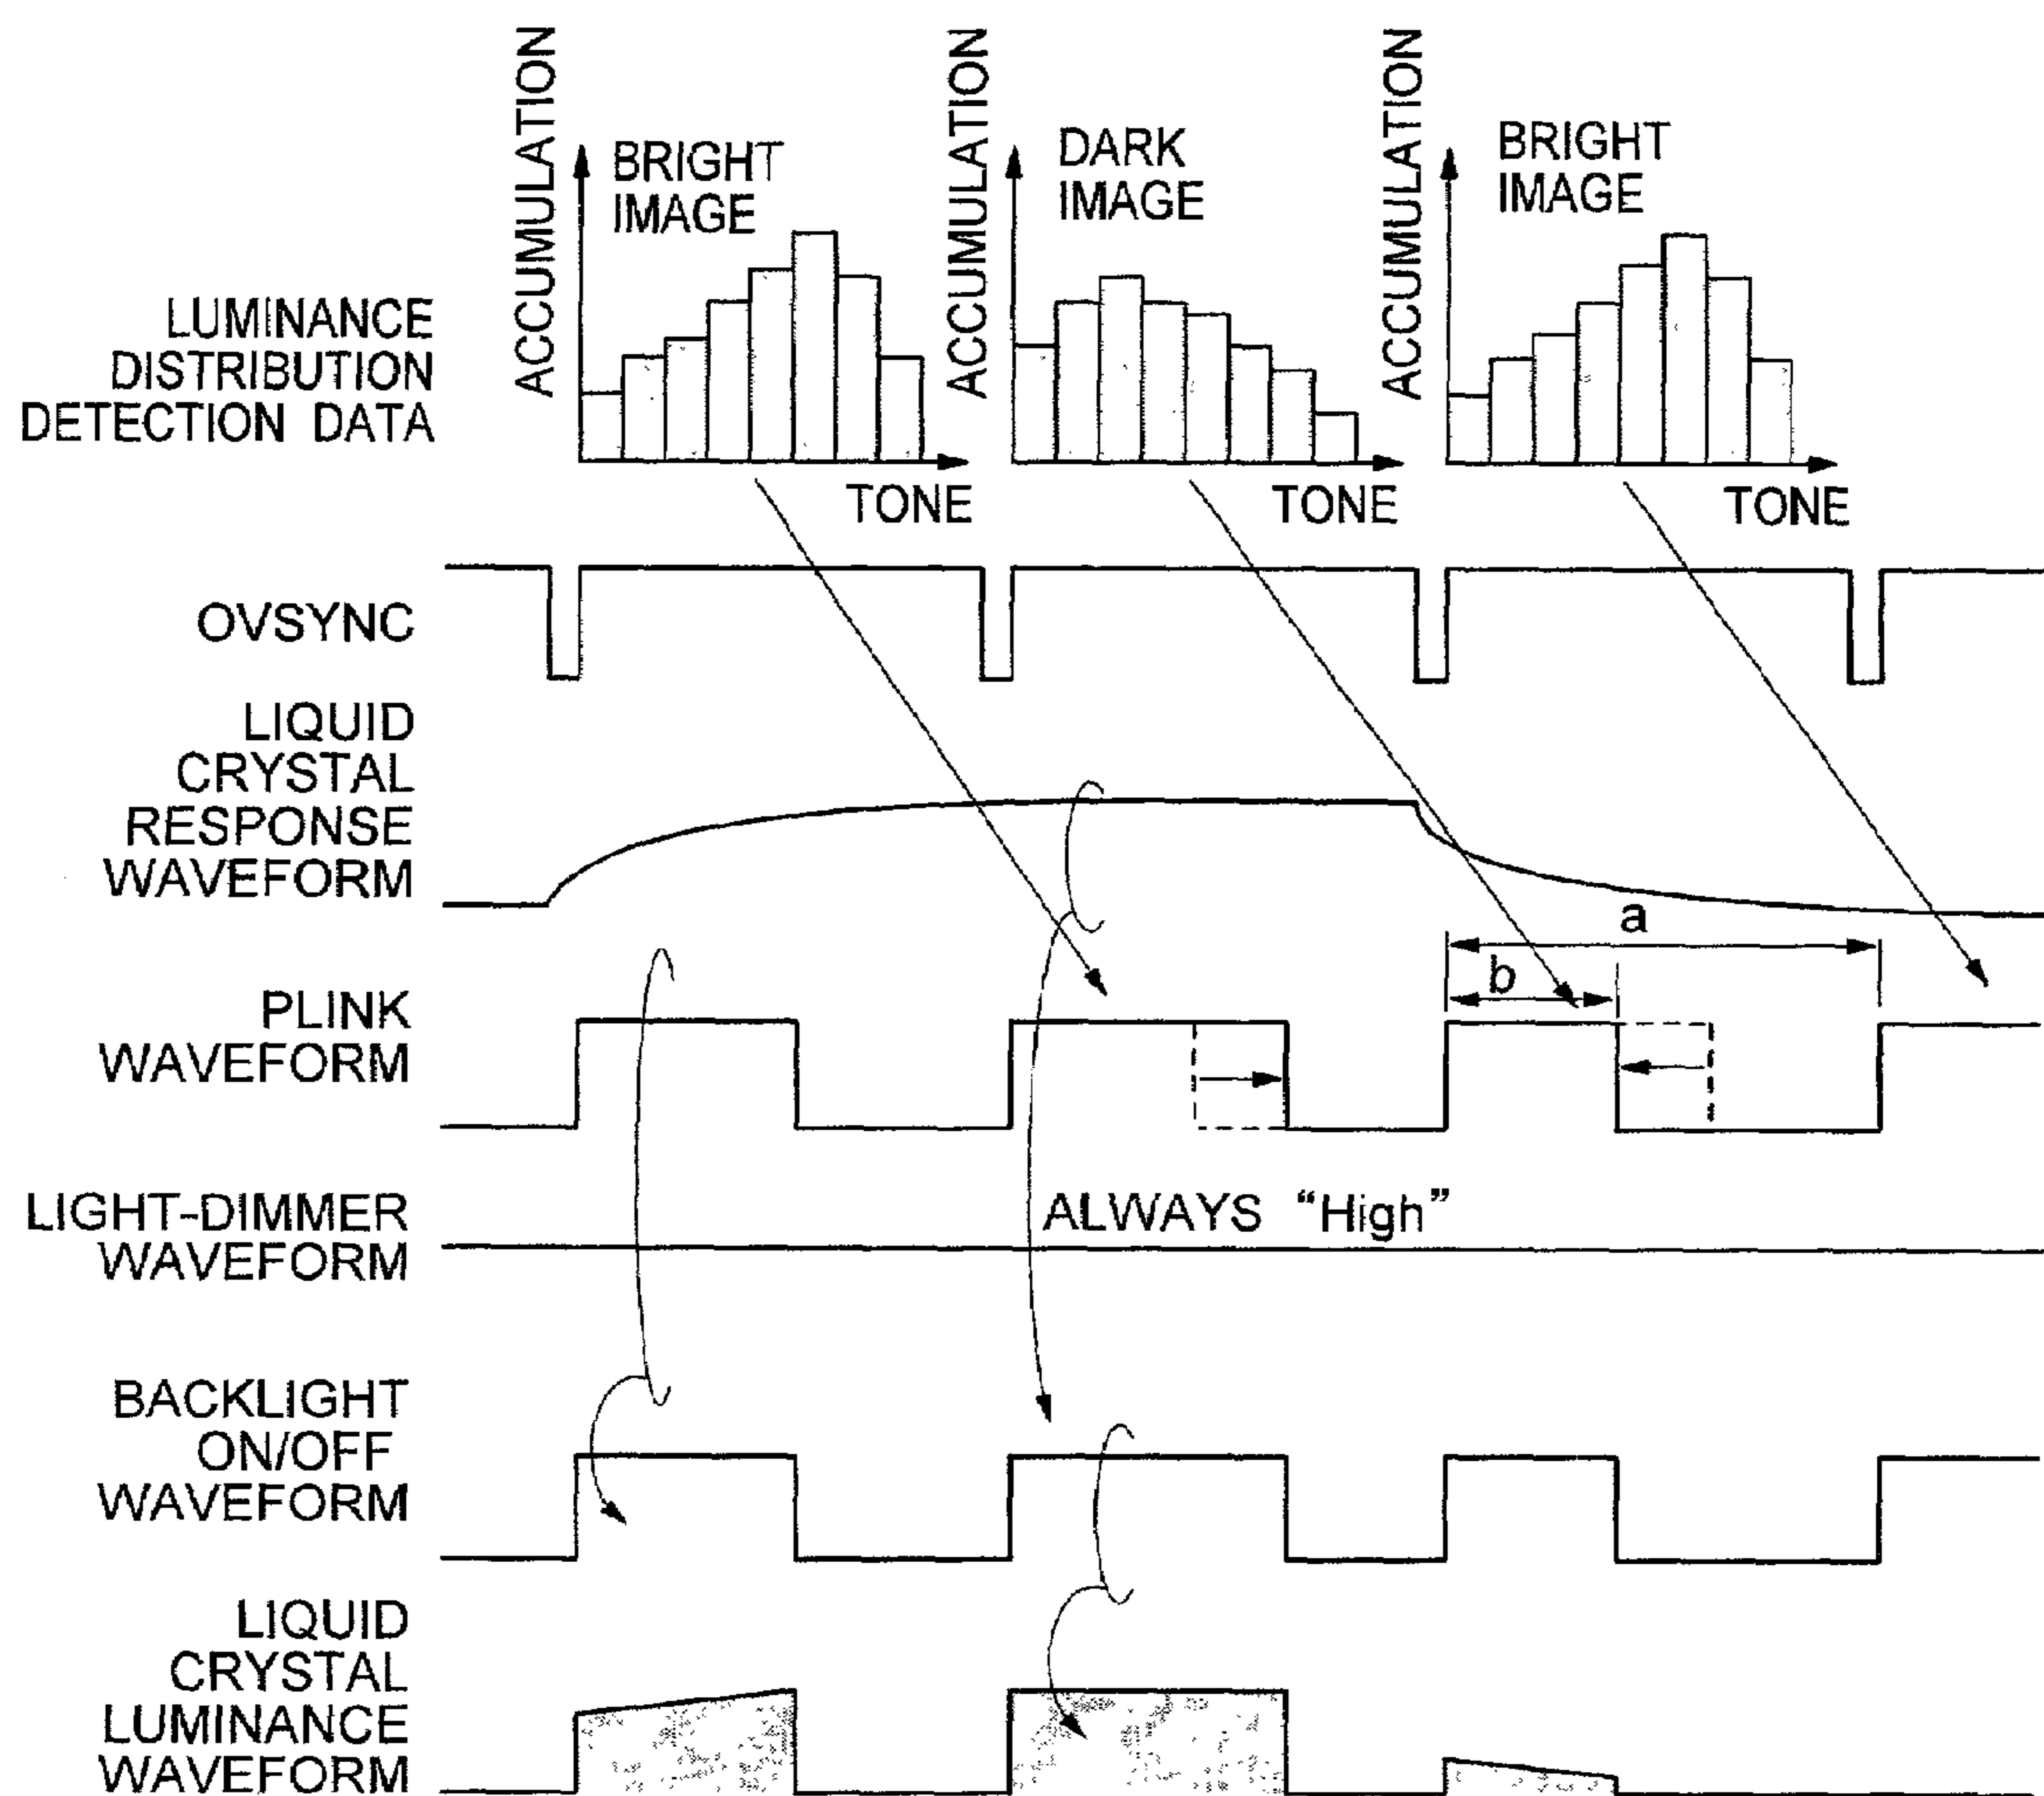 ACCUMULATION
BRIGHT
IMAGE
ACCUMULATION
DARK
IMAGE
ACCUMULATION
BRIGHT
IMAGE
LUMINANCE
DISTRIBUTION
DETECTION DATA
TONE
TONE
TONE
OVSYNC
LIQUID
CRYSTAL
RESPONSE
WAVEFORM
a
b
PLINK
WAVEFORM
LIGHT-DIMMER
WAVEFORM
ALWAYS “High”
BACKLIGHT
ON/OFF
WAVEFORM
LIQUID
CRYSTAL
LUMINANCE
WAVEFORM